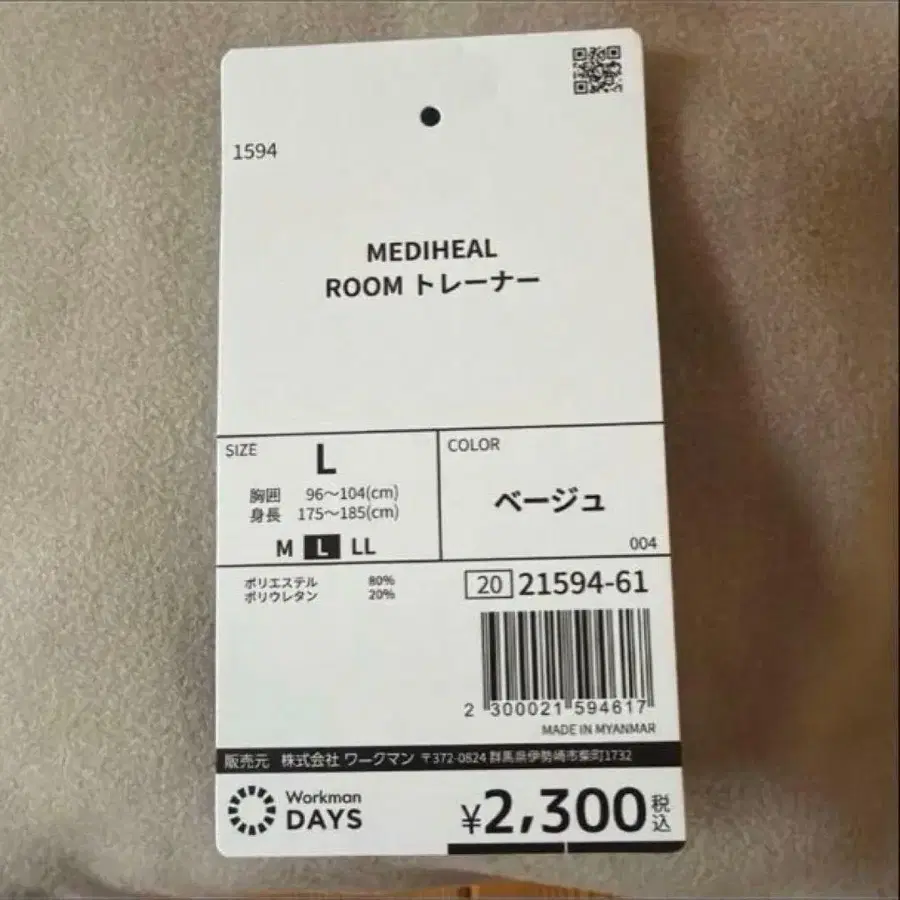 1594
MEDIHEAL
ROOM トレーナー
SIZE
L
胸囲 96〜104(cm)
身長 175〜185(cm)
M L LL
COLOR
ベージュ
004
ポリエステル 80%
ポリウレタン 20%
20 21594-61
2 300021 594617
MADE IN MYANMAR
販売元 株式会社 ワークマン 〒372-0824 群馬県伊勢崎市柴町1732
Workman
DAYS
¥2,300税込